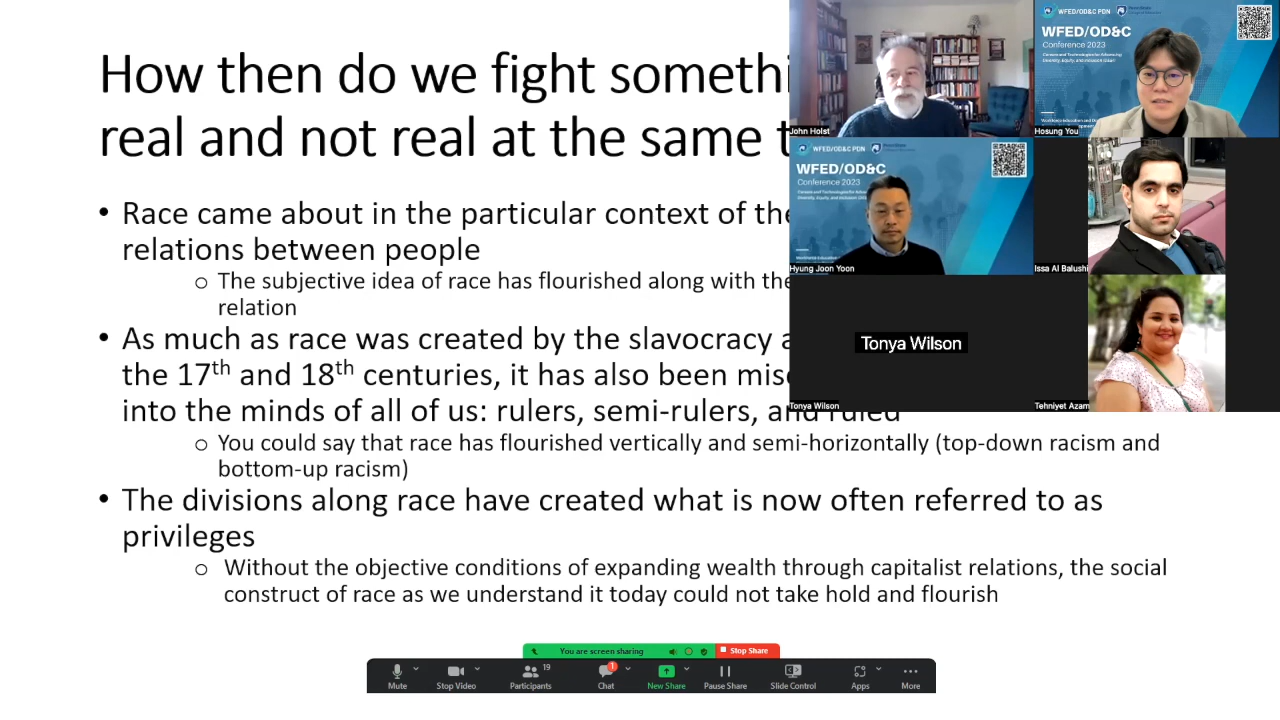 How then do we fight somethi
real and not real at the same t
• Race came about in the particular context of the
relations between people
o The subjective idea of race has flourished along with the
relation
• As much as race was created by the slavocracy a
the 17th and 18th centuries, it has also been mis
into the minds of all of us: rulers, semi-rulers, and ruled
o You could say that race has flourished vertically and semi-horizontally (top-down racism and
bottom-up racism)
• The divisions along race have created what is now often referred to as
privileges
o Without the objective conditions of expanding wealth through capitalist relations, the social
construct of race as we understand it today could not take hold and flourish
John Holst
WFED/OD&C PDN
WFED/OD&C
Conference 2023
Hosung You
WFED/OD&C PDN
WFED/OD&C
Conference 2023
Hyung Joon Yoon
Issa Al Balushi
Tonya Wilson
Tonya Wilson
Tehniyet Azam
You are screen sharing
Stop Share
Mute
Stop Video
19
Participants
1
Chat
New Share
Pause Share
Slide Control
Apps
More